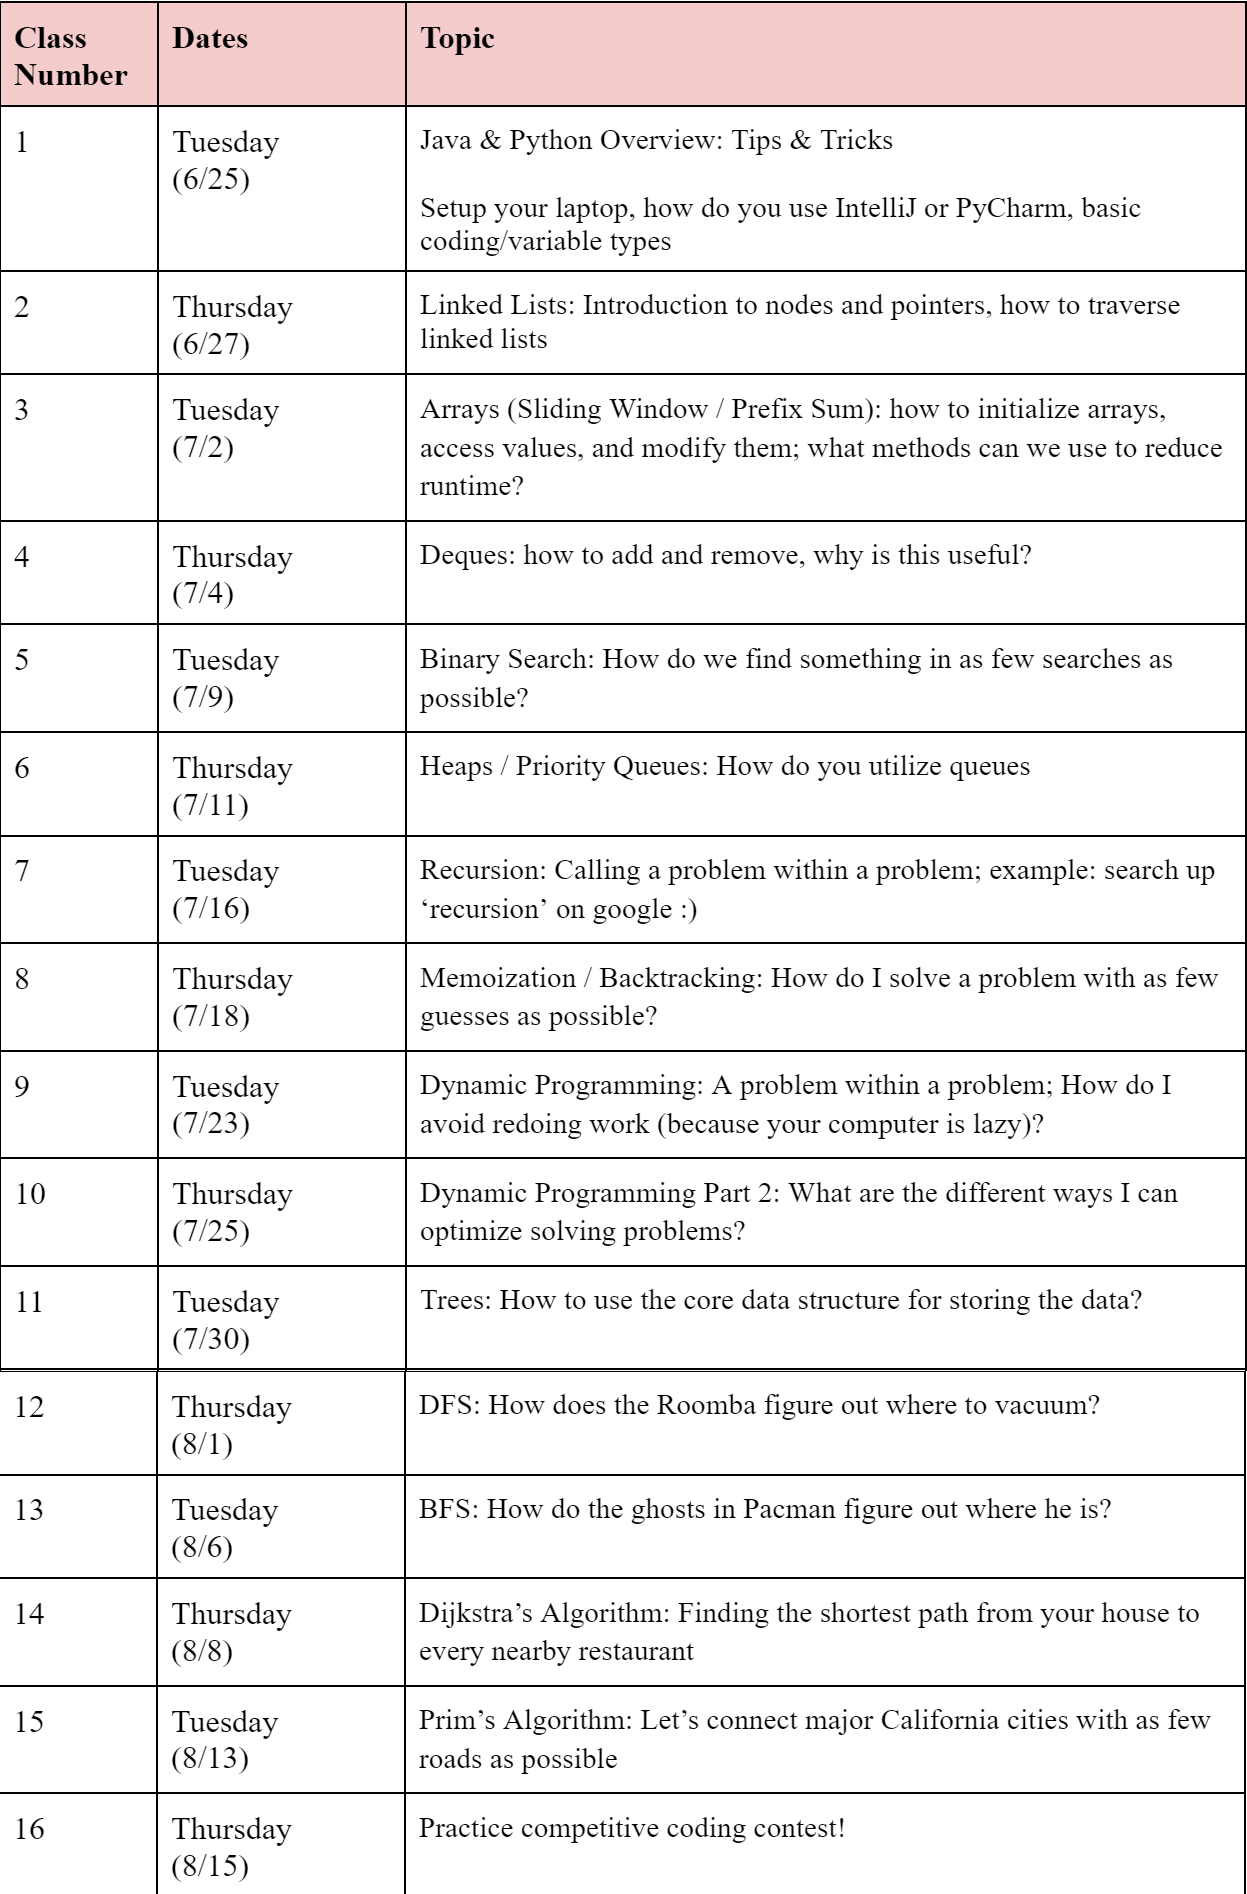 Class Number
Dates
Topic
1
Tuesday
(6/25)
Java & Python Overview: Tips & Tricks
Setup your laptop, how do you use IntelliJ or PyCharm, basic
coding/variable types
2
Thursday
(6/27)
Linked Lists: Introduction to nodes and pointers, how to traverse
linked lists
3
Tuesday
(7/2)
Arrays (Sliding Window / Prefix Sum): how to initialize arrays,
access values, and modify them; what methods can we use to reduce
runtime?
4
Thursday
(7/4)
Deques: how to add and remove, why is this useful?
5
Tuesday
(7/9)
Binary Search: How do we find something in as few searches as
possible?
6
Thursday
(7/11)
Heaps / Priority Queues: How do you utilize queues
7
Tuesday
(7/16)
Recursion: Calling a problem within a problem; example: search up
‘recursion’ on google :)
8
Thursday
(7/18)
Memoization / Backtracking: How do I solve a problem with as few
guesses as possible?
9
Tuesday
(7/23)
Dynamic Programming: A problem within a problem; How do I
avoid redoing work (because your computer is lazy)?
10
Thursday
(7/25)
Dynamic Programming Part 2: What are the different ways I can
optimize solving problems?
11
Tuesday
(7/30)
Trees: How to use the core data structure for storing the data?
12
Thursday
(8/1)
DFS: How does the Roomba figure out where to vacuum?
13
Tuesday
(8/6)
BFS: How do the ghosts in Pacman figure out where he is?
14
Thursday
(8/8)
Dijkstra’s Algorithm: Finding the shortest path from your house to
every nearby restaurant
15
Tuesday
(8/13)
Prim’s Algorithm: Let’s connect major California cities with as few
roads as possible
16
Thursday
(8/15)
Practice competitive coding contest!